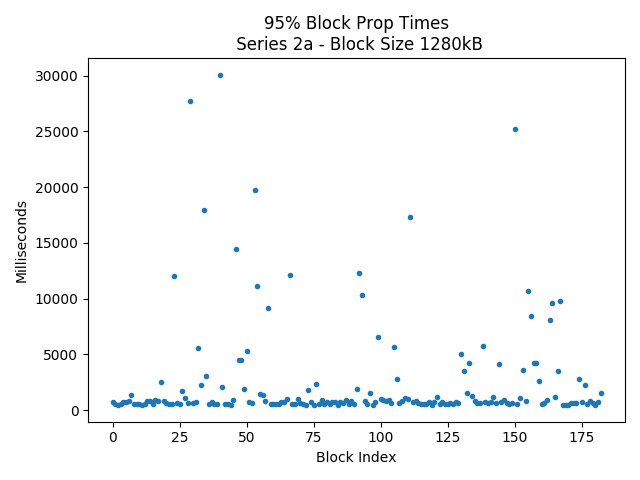 95% Block Prop Times
Series 2a - Block Size 1280kB
30000
25000
20000
15000
10000
5000
0
Milliseconds
0 25 50 75 100 125 150 175
Block Index